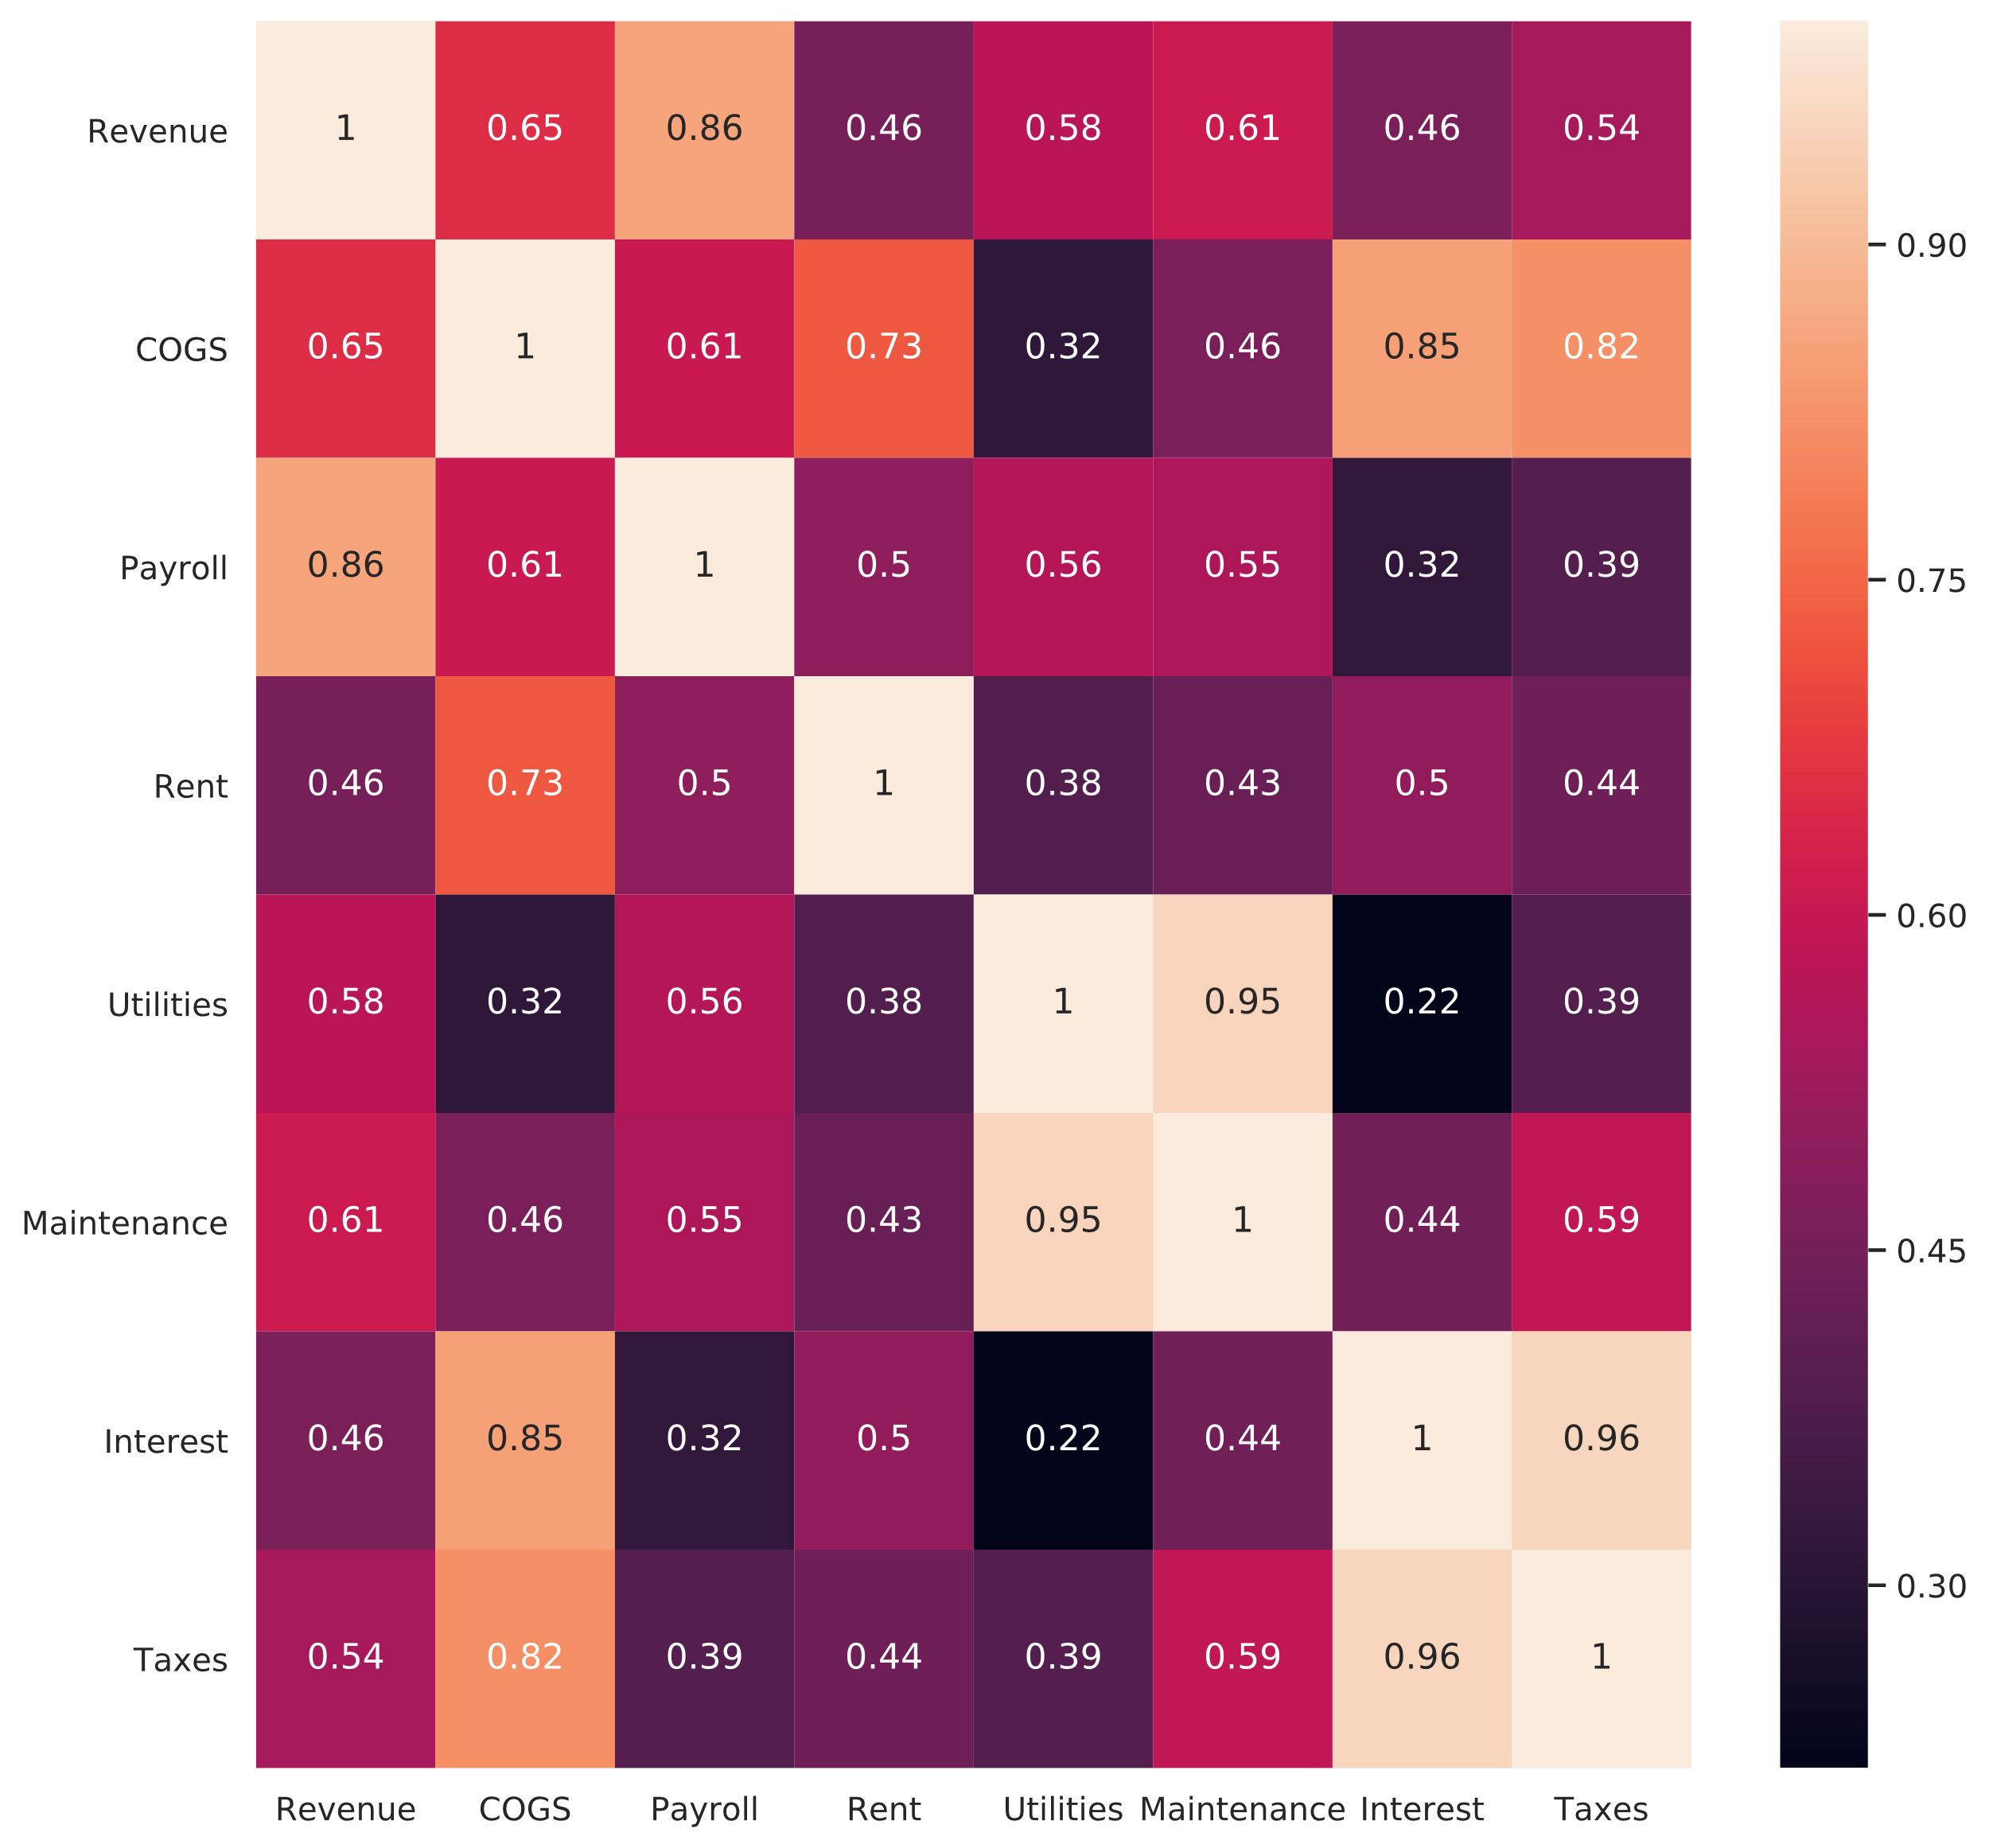 Revenue 1 0.65 0.86 0.46 0.58 0.61 0.46 0.54
COGS 0.65 1 0.61 0.73 0.32 0.46 0.85 0.82
Payroll 0.86 0.61 1 0.5 0.56 0.55 0.32 0.39
Rent 0.46 0.73 0.5 1 0.38 0.43 0.5 0.44
Utilities 0.58 0.32 0.56 0.38 1 0.95 0.22 0.39
Maintenance 0.61 0.46 0.55 0.43 0.95 1 0.44 0.59
Interest 0.46 0.85 0.32 0.5 0.22 0.44 1 0.96
Taxes 0.54 0.82 0.39 0.44 0.39 0.59 0.96 1
Revenue COGS Payroll Rent Utilities Maintenance Interest Taxes
0.90
0.75
0.60
0.45
0.30